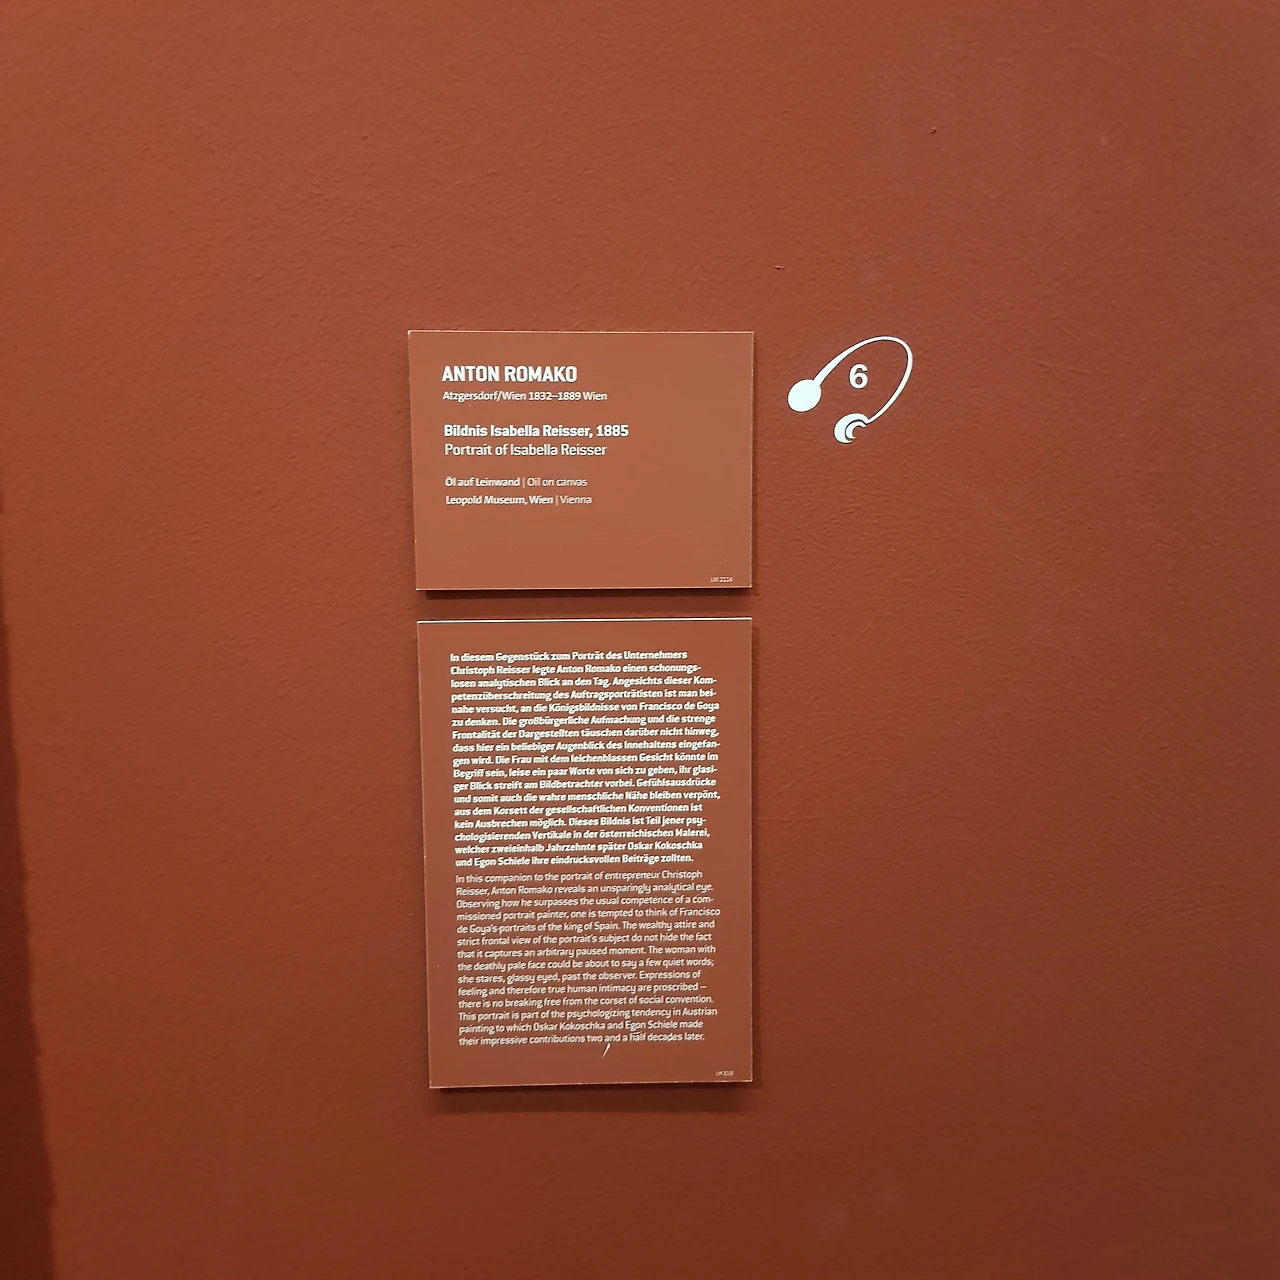 ANTON ROMAKO
Atzgersdorf/Wien 1832–1889 Wien
Bildnis Isabella Reisser, 1885
Portrait of Isabella Reisser
Öl auf Leinwand | Oil on canvas
Leopold Museum, Wien | Vienna
6
In diesem Gegenstück zum Porträt des Unternehmers
Christoph Reisser legte Anton Romako einen schonungs-
losen analytischen Blick an den Tag. Angesichts dieser Kom-
petenzüberschreitung des Auftragsporträtisten ist man bei-
nahe versucht, an die Königsbildnisse von Francisco de Goya
zu denken. Die großbürgerliche Aufmachung und die strenge
Frontalität der Dargestellten täuschen darüber nicht hinweg,
dass hier ein beliebiger Augenblick des Innehaltens eingefan-
gen wird. Die Frau mit dem leichenblassen Gesicht könnte im
Begriff sein, leise ein paar Worte von sich zu geben, ihr glasi-
ger Blick streift am Bildbetrachter vorbei. Gefühlsausdrücke
und somit auch die wahre menschliche Nähe bleiben verpönt,
aus dem Korsett der gesellschaftlichen Konventionen ist
kein Ausbrechen möglich. Dieses Bildnis ist Teil jener psy-
chologisierenden Vertikale in der österreichischen Malerei,
welcher zweieinhalb Jahrzehnte später Oskar Kokoschka
und Egon Schiele ihre eindrucksvollen Beiträge zollten.
In this companion to the portrait of entrepreneur Christoph
Reisser, Anton Romako reveals an unsparingly analytical eye.
Observing how he surpasses the usual competence of a com-
missioned portrait painter, one is tempted to think of Francisco
de Goya's portraits of the king of Spain. The wealthy attire and
strict frontal view of the portrait's subject do not hide the fact
that it captures an arbitrary paused moment. The woman with
the deathly pale face could be about to say a few quiet words;
she stares, glassy eyed, past the observer. Expressions of
feeling and therefore true human intimacy are proscribed –
there is no breaking free from the corset of social convention.
This portrait is part of the psychologizing tendency in Austrian
painting to which Oskar Kokoschka and Egon Schiele made
their impressive contributions two and a half decades later.